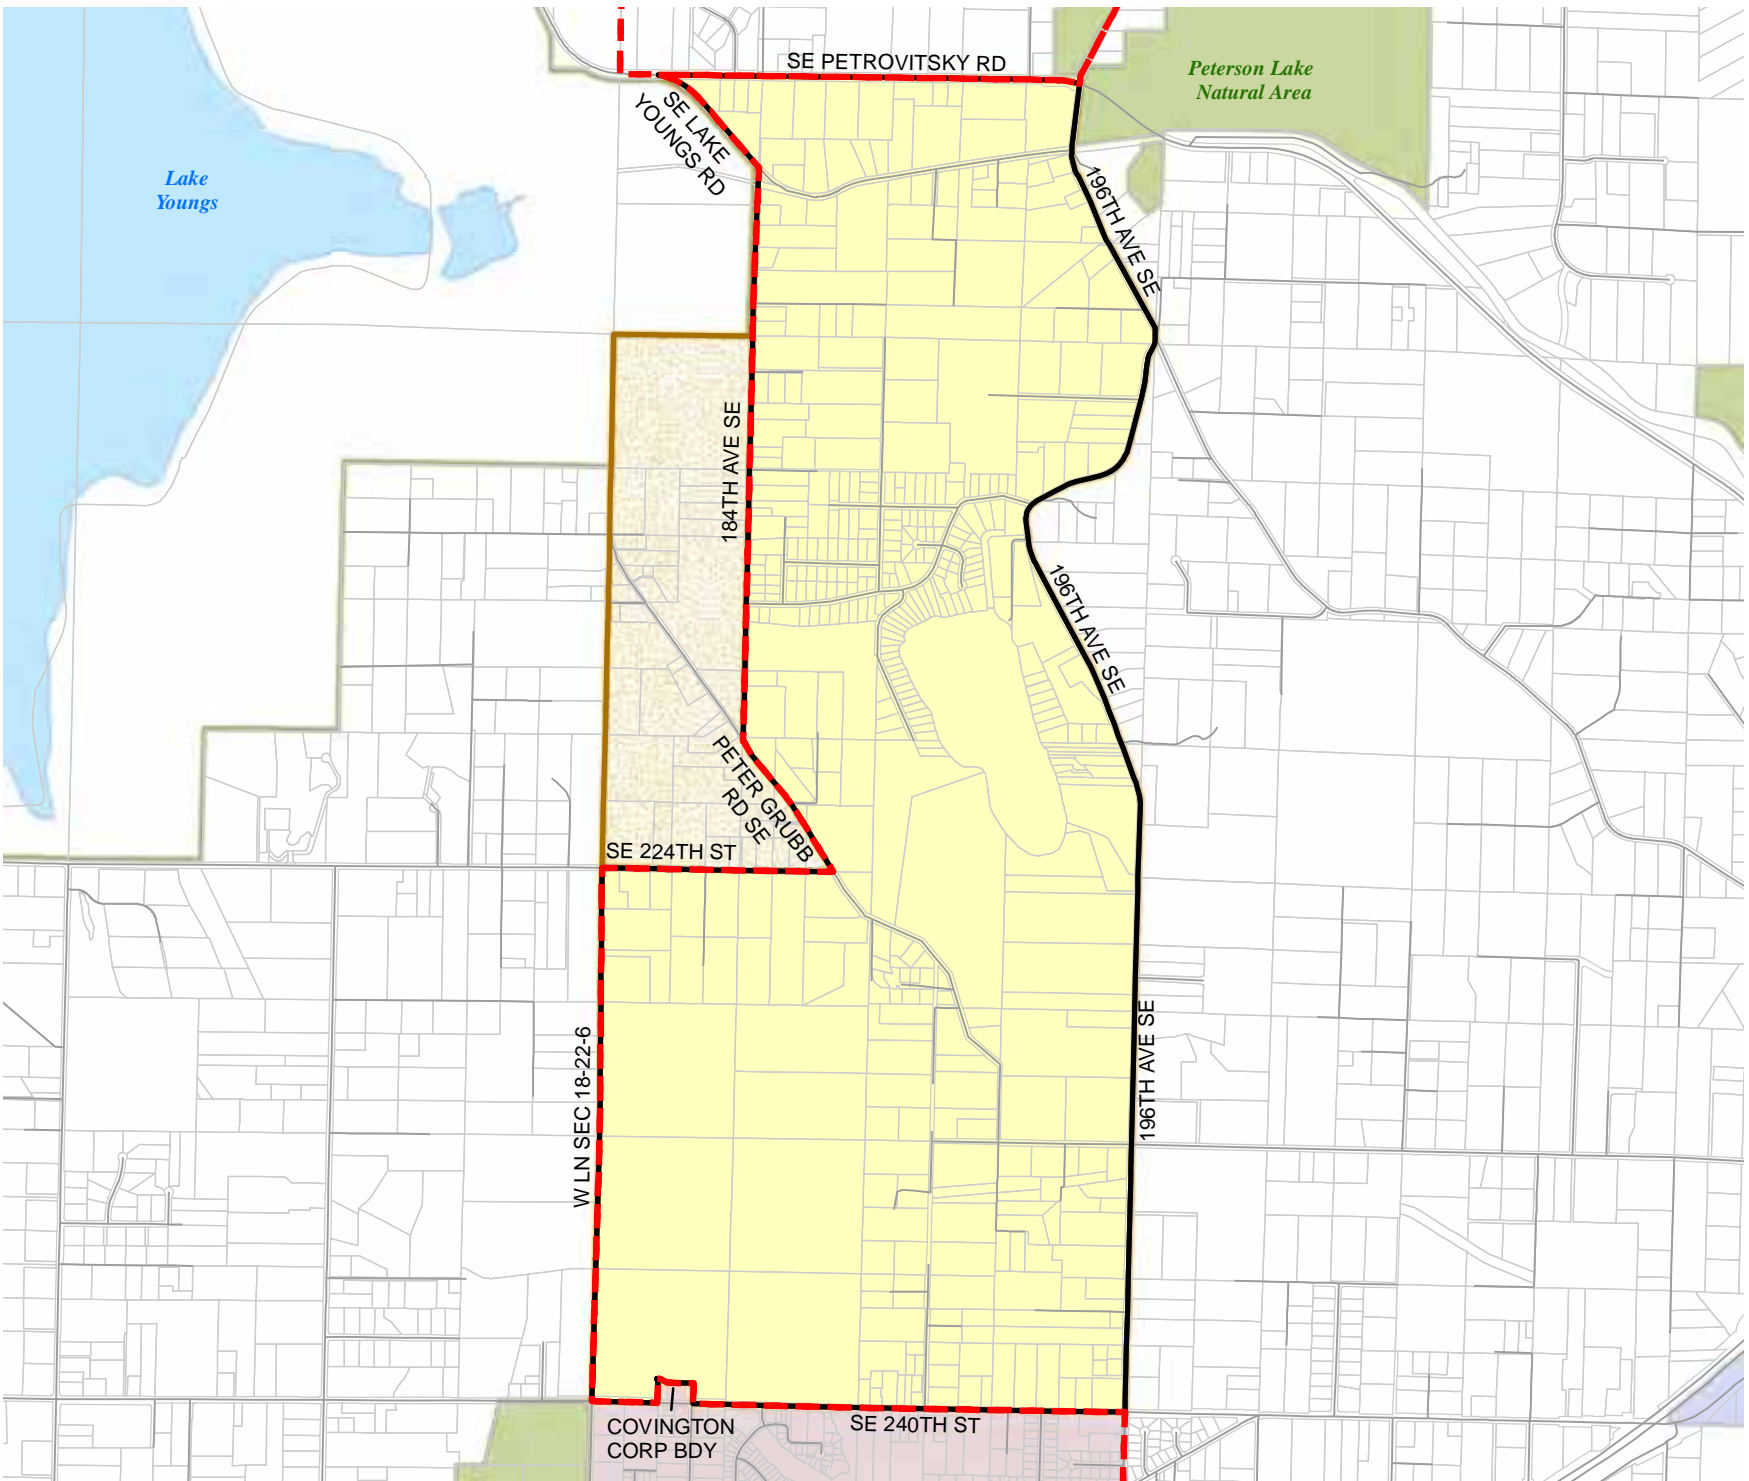 SE PETROVITSKY RD
Peterson Lake
Natural Area
SE LAKE
YOUNGS RD
Lake
Youngs
196TH AVE SE
184TH AVE SE
196TH AVE SE
PETER GRUBB
RD SE
SE 224TH ST
196TH AVE SE
W LN SEC 18-22-6
COVINGTON
CORP BDY
SE 240TH ST